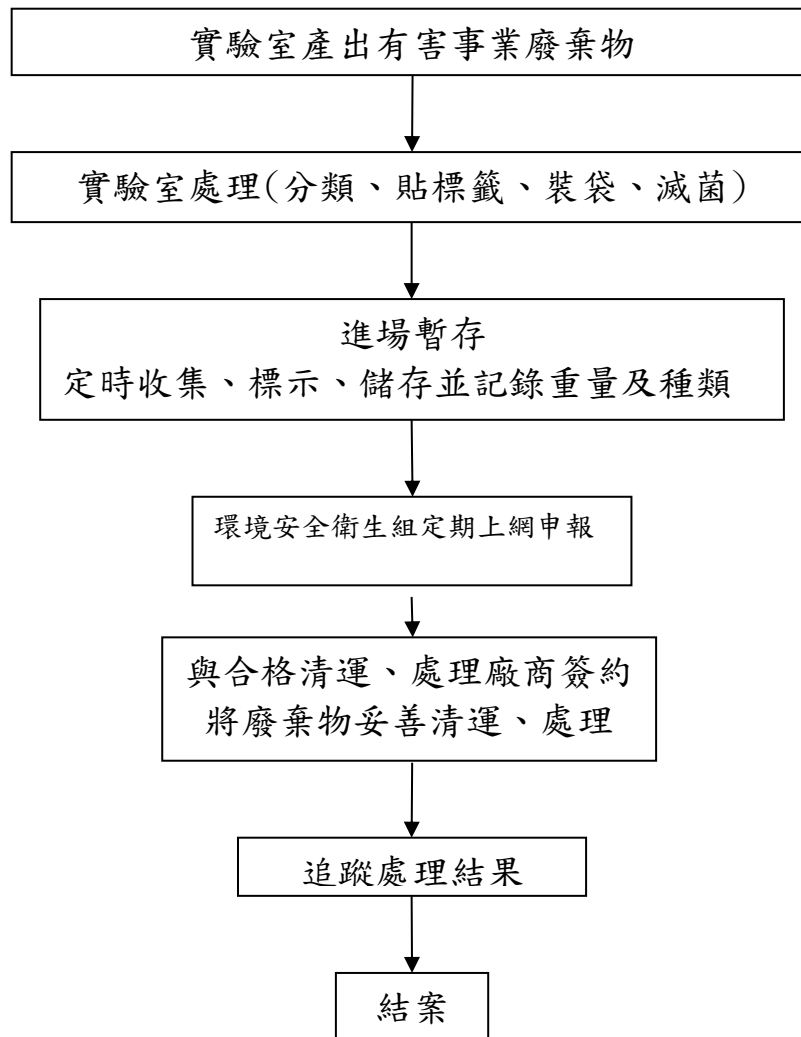 實驗室產出有害事業廢棄物
實驗室處理(分類、貼標籤、裝袋、滅菌)
進場暫存
定時收集、標示、儲存並記錄重量及種類
環境安全衛生組定期上網申報
與合格清運、處理廠商簽約
將廢棄物妥善清運、處理
追蹤處理結果
結案